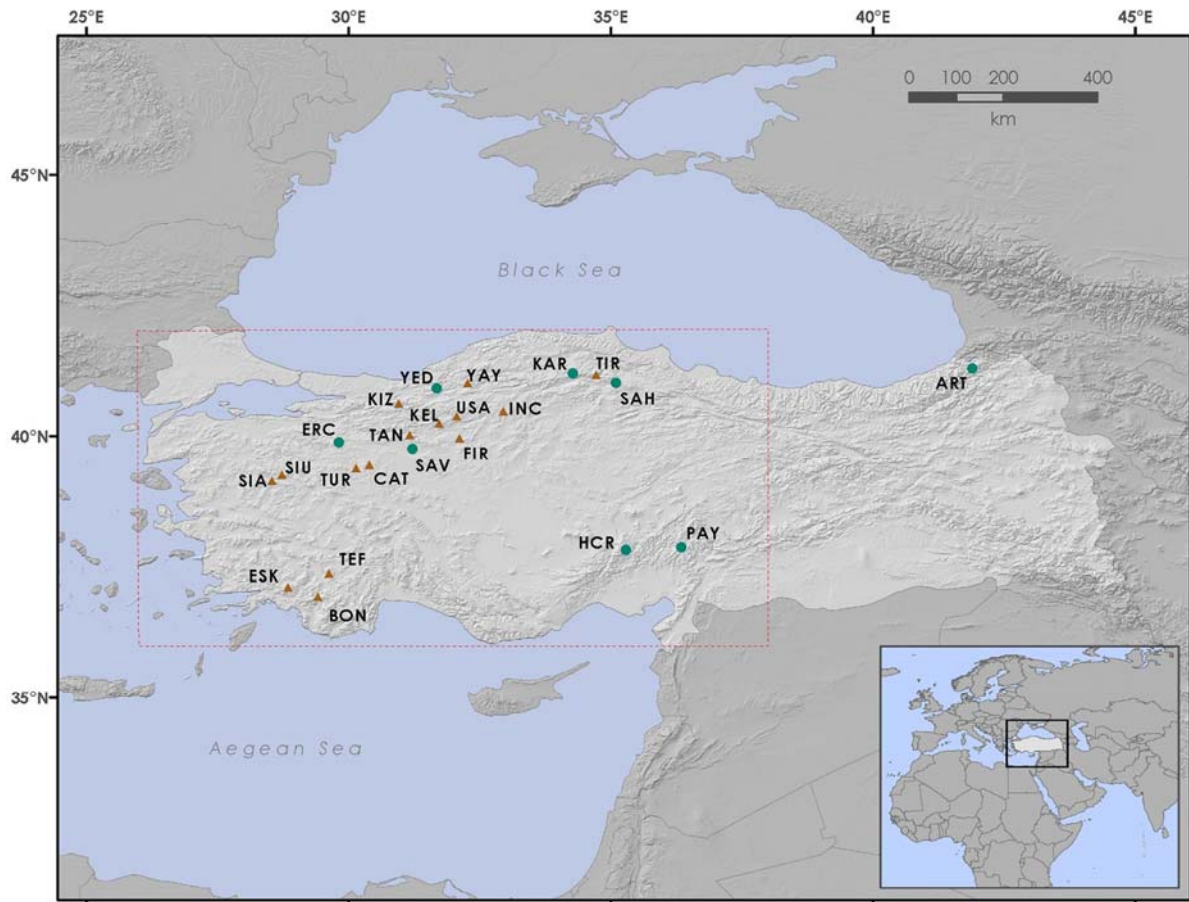 25°E 30°E 35°E 40°E 45°E
0 100 200 400
km
45°N
Black Sea
KAR TIR
YED YAY
ART
SAH
KIZ
KEL USA INC
ERC TAN
FIR
SAV
SIU
SIA TUR CAT
40°N
HCR PAY
TEF
ESK
BON
35°N
Aegean Sea